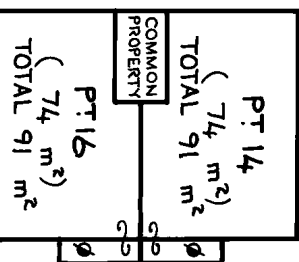 PT 14
(74 m²)
TOTAL 91 m²
COMMON
PROPERTY
PT 16
(74 m²)
TOTAL 91 m²